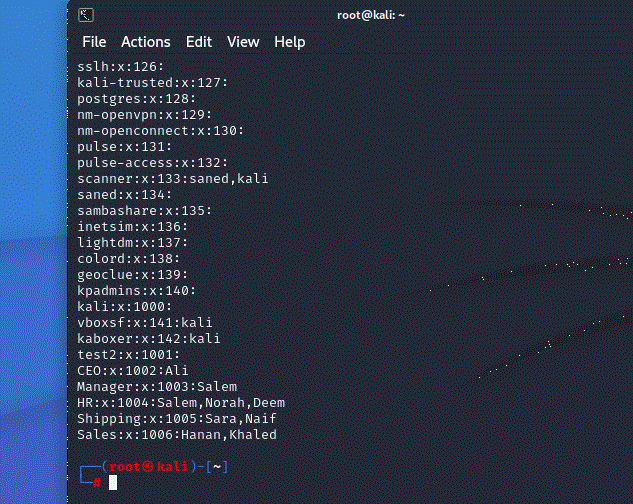 root@kali: ~
File Actions Edit View Help
sslh:x:126:
kali-trusted:x:127:
postgres:x:128:
nm-openvpn:x:129:
nm-openconnect:x:130:
pulse:x:131:
pulse-access:x:132:
scanner:x:133:saned,kali
saned:x:134:
sambashare:x:135:
inetsim:x:136:
lightdm:x:137:
colord:x:138:
geoclue:x:139:
kpadmins:x:140:
kali:x:1000:
vboxsf:x:141:kali
kaboxer:x:142:kali
test2:x:1001:
CEO:x:1002:Ali
Manager:x:1003:Salem
HR:x:1004:Salem,Norah,Deem
Shipping:x:1005:Sara,Naif
Sales:x:1006:Hanan,Khaled
┌──(root㉿kali)-[~]
└─#